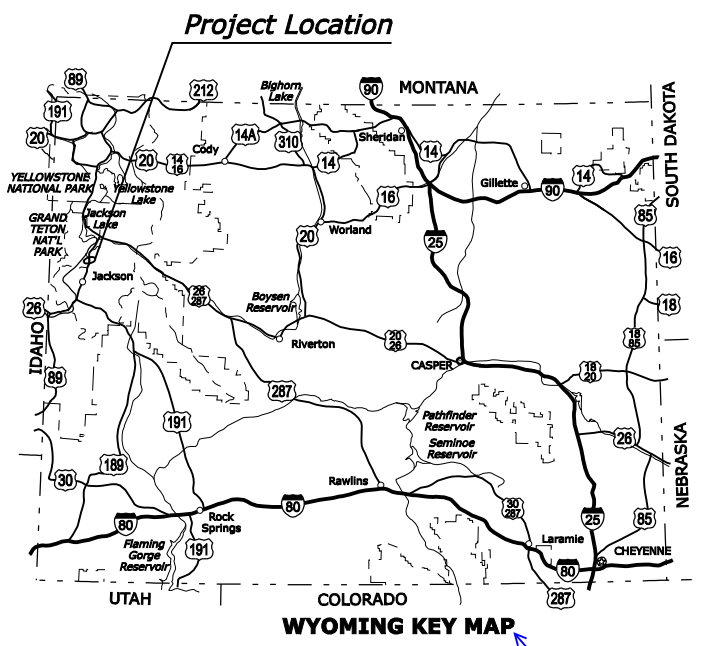 Project Location
89
212
Bighorn
Lake
90
MONTANA
SOUTH DAKOTA
191
20
14A
310
Sheridan
14
Cody
20
14
16
14
14
YELLOWSTONE
NATIONAL PARK
Yellowstone
Lake
Gillette
90
16
GRAND
TETON
NAT'L
PARK
Jackson
Lake
85
20
Worland
25
16
Jackson
26
287
Boysen
Reservoir
18
26
IDAHO
Riverton
20
26
18
85
CASPER
18
20
89
287
191
Pathfinder
Reservoir
Seminoe
Reservoir
26
NEBRASKA
30
189
Rawlins
80
80
Rock
Springs
30
287
25
85
191
Flaming
Gorge
Reservoir
Laramie
CHEYENNE
80
287
UTAH
COLORADO
WYOMING KEY MAP